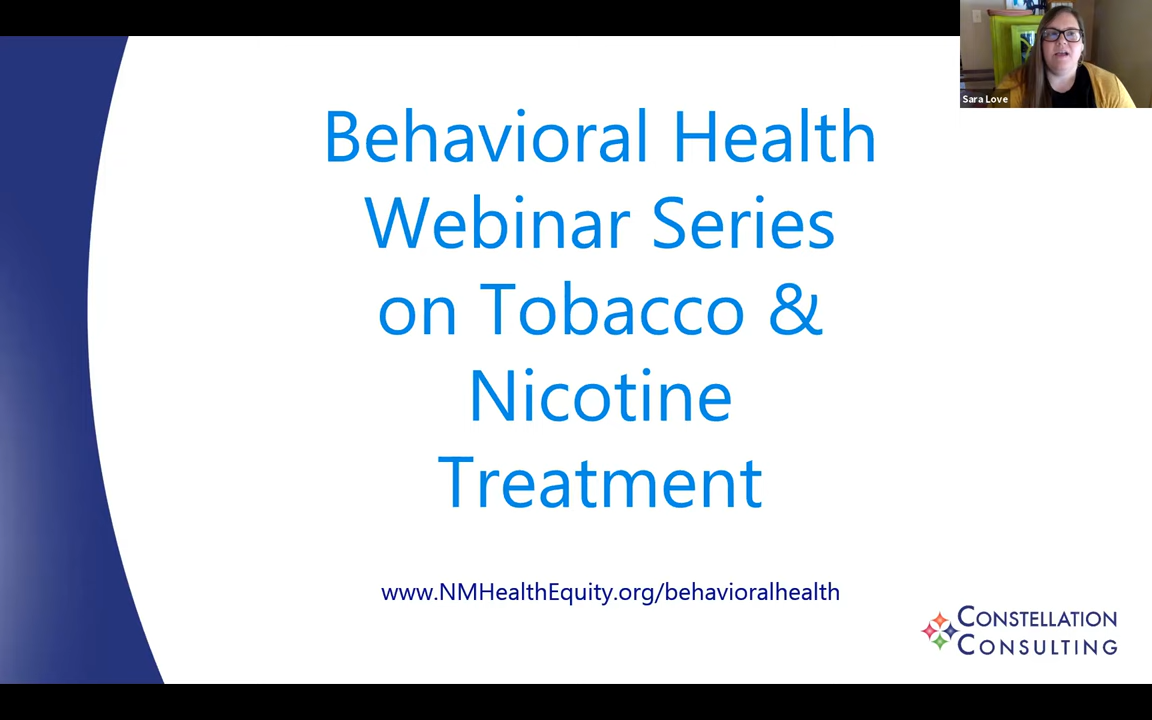 Sara Love
Behavioral Health
Webinar Series
on Tobacco &
Nicotine
Treatment
www.NMHealthEquity.org/behavioralhealth
CONSTELLATION
CONSULTING